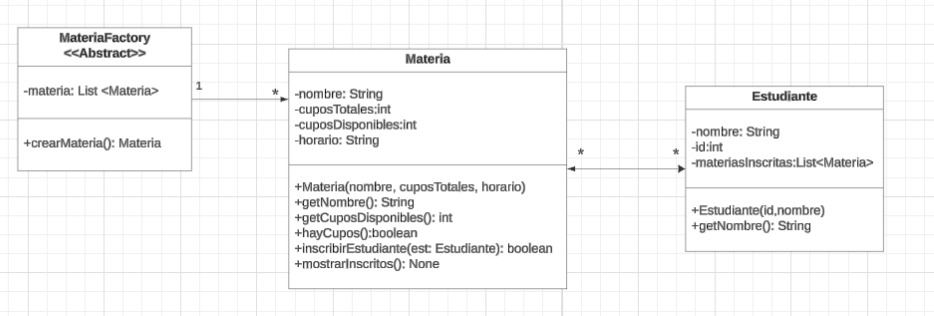 MateriaFactory
<<Abstract>>
-materia: List <Materia>
+crearMateria(): Materia
1
*
Materia
-nombre: String
-cuposTotales:int
-cuposDisponibles:int
-horario: String
+Materia(nombre, cuposTotales, horario)
+getNombre(): String
+getCuposDisponibles(): int
+hayCupos():boolean
+inscribirEstudiante(est: Estudiante): boolean
+mostrarInscritos(): None
*
*
Estudiante
-nombre: String
-id:int
-materiasInscritas:List<Materia>
+Estudiante(id,nombre)
+getNombre(): String